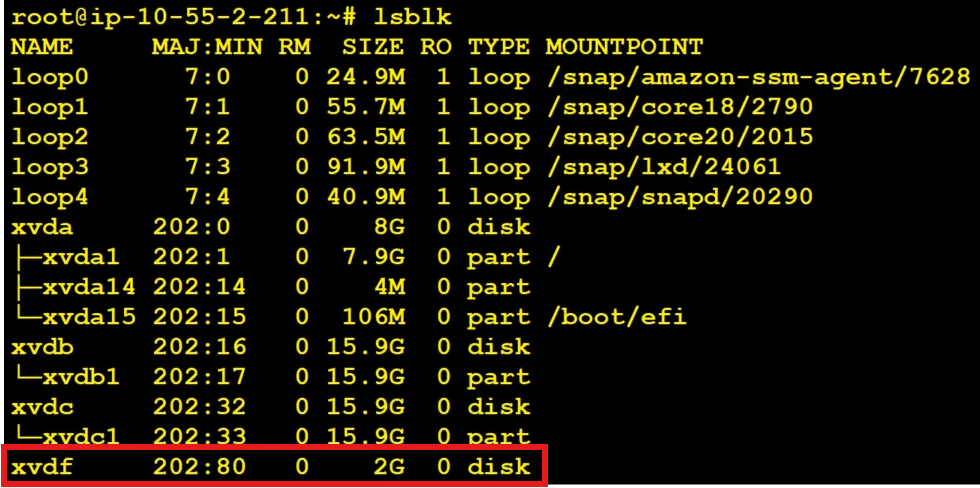 root@ip-10-55-2-211:~# lsblk
NAME     MAJ:MIN RM  SIZE RO TYPE MOUNTPOINT
loop0      7:0    0 24.9M  1 loop /snap/amazon-ssm-agent/7628
loop1      7:1    0 55.7M  1 loop /snap/core18/2790
loop2      7:2    0 63.5M  1 loop /snap/core20/2015
loop3      7:3    0 91.9M  1 loop /snap/lxd/24061
loop4      7:4    0 40.9M  1 loop /snap/snapd/20290
xvda     202:0    0    8G  0 disk
├─xvda1  202:1    0  7.9G  0 part /
├─xvda14 202:14   0    4M  0 part
└─xvda15 202:15   0  106M  0 part /boot/efi
xvdb     202:16   0 15.9G  0 disk
└─xvdb1  202:17   0 15.9G  0 part
xvdc     202:32   0 15.9G  0 disk
└─xvdc1  202:33   0 15.9G  0 part
xvdf     202:80   0    2G  0 disk